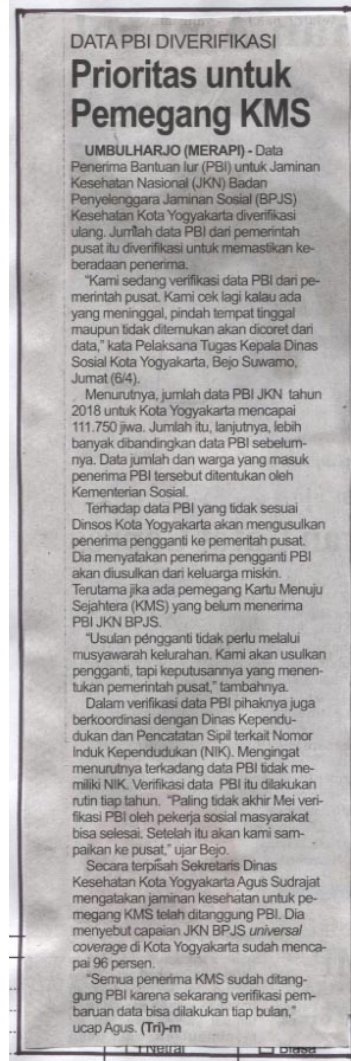 DATA PBI DIVERIFIKASI
Prioritas untuk
Pemegang KMS
UMBULHARJO (MERAPI) - Data
Penerima Bantuan Iur (PBI) untuk Jaminan
Kesehatan Nasional (JKN) Badan
Penyelenggara Jaminan Sosial (BPJS)
Kesehatan Kota Yogyakarta diverifikasi
ulang. Jumlah data PBI dari pemerintah
pusat itu diverifikasi untuk memastikan ke-
beradaan penerima.
"Kami sedang verifikasi data PBI dari pe-
merintah pusat. Kami cek lagi kalau ada
yang meninggal, pindah tempat tinggal
maupun tidak ditemukan akan dicoret dari
data," kata Pelaksana Tugas Kepala Dinas
Sosial Kota Yogyakarta, Bejo Suwarno,
Jumat (6/4).
Menurutnya, jumlah data PBI JKN tahun
2018 untuk Kota Yogyakarta mencapai
111.750 jiwa. Jumlah itu, lanjutnya, lebih
banyak dibandingkan data PBI sebelum-
nya. Data jumlah dan warga yang masuk
penerima PBI tersebut ditentukan oleh
Kementerian Sosial.
Terhadap data PBI yang tidak sesuai
Dinsos Kota Yogyakarta akan mengusulkan
penerima pengganti ke pemeritah pusat.
Dia menyatakan penerima pengganti PBI
akan diusulkan dari keluarga miskin.
Terutama jika ada pemegang Kartu Menuju
Sejahtera (KMS) yang belum menerima
PBI JKN BPJS.
"Usulan pengganti tidak perlu melalui
musyawarah kelurahan. Kami akan usulkan
pengganti, tapi keputusannya yang menen-
tukan pemerintah pusat," tambahnya.
Dalam verifikasi data PBI pihaknya juga
berkoordinasi dengan Dinas Kependu-
dukan dan Pencatatan Sipil terkait Nomor
Induk Kependudukan (NIK). Mengingat
menurutnya terkadang data PBI tidak me-
miliki NIK. Verifikasi data PBI itu dilakukan
rutin tiap tahun. "Paling tidak akhir Mei veri-
fikasi PBI oleh pekerja sosial masyarakat
bisa selesai. Setelah itu akan kami sam-
paikan ke pusat," ujar Bejo.
Secara terpisah Sekretaris Dinas
Kesehatan Kota Yogyakarta Agus Sudrajat
mengatakan jaminan kesehatan untuk pe-
megang KMS telah ditanggung PBI. Dia
menyebut capaian JKN BPJS universal
coverage di Kota Yogyakarta sudah menca-
pai 96 persen.
"Semua penerima KMS sudah ditang-
gung PBI karena sekarang verifikasi pem-
baruan data bisa dilakukan tiap bulan,"
ucap Agus. (Tri)-m
Netral
Biasa